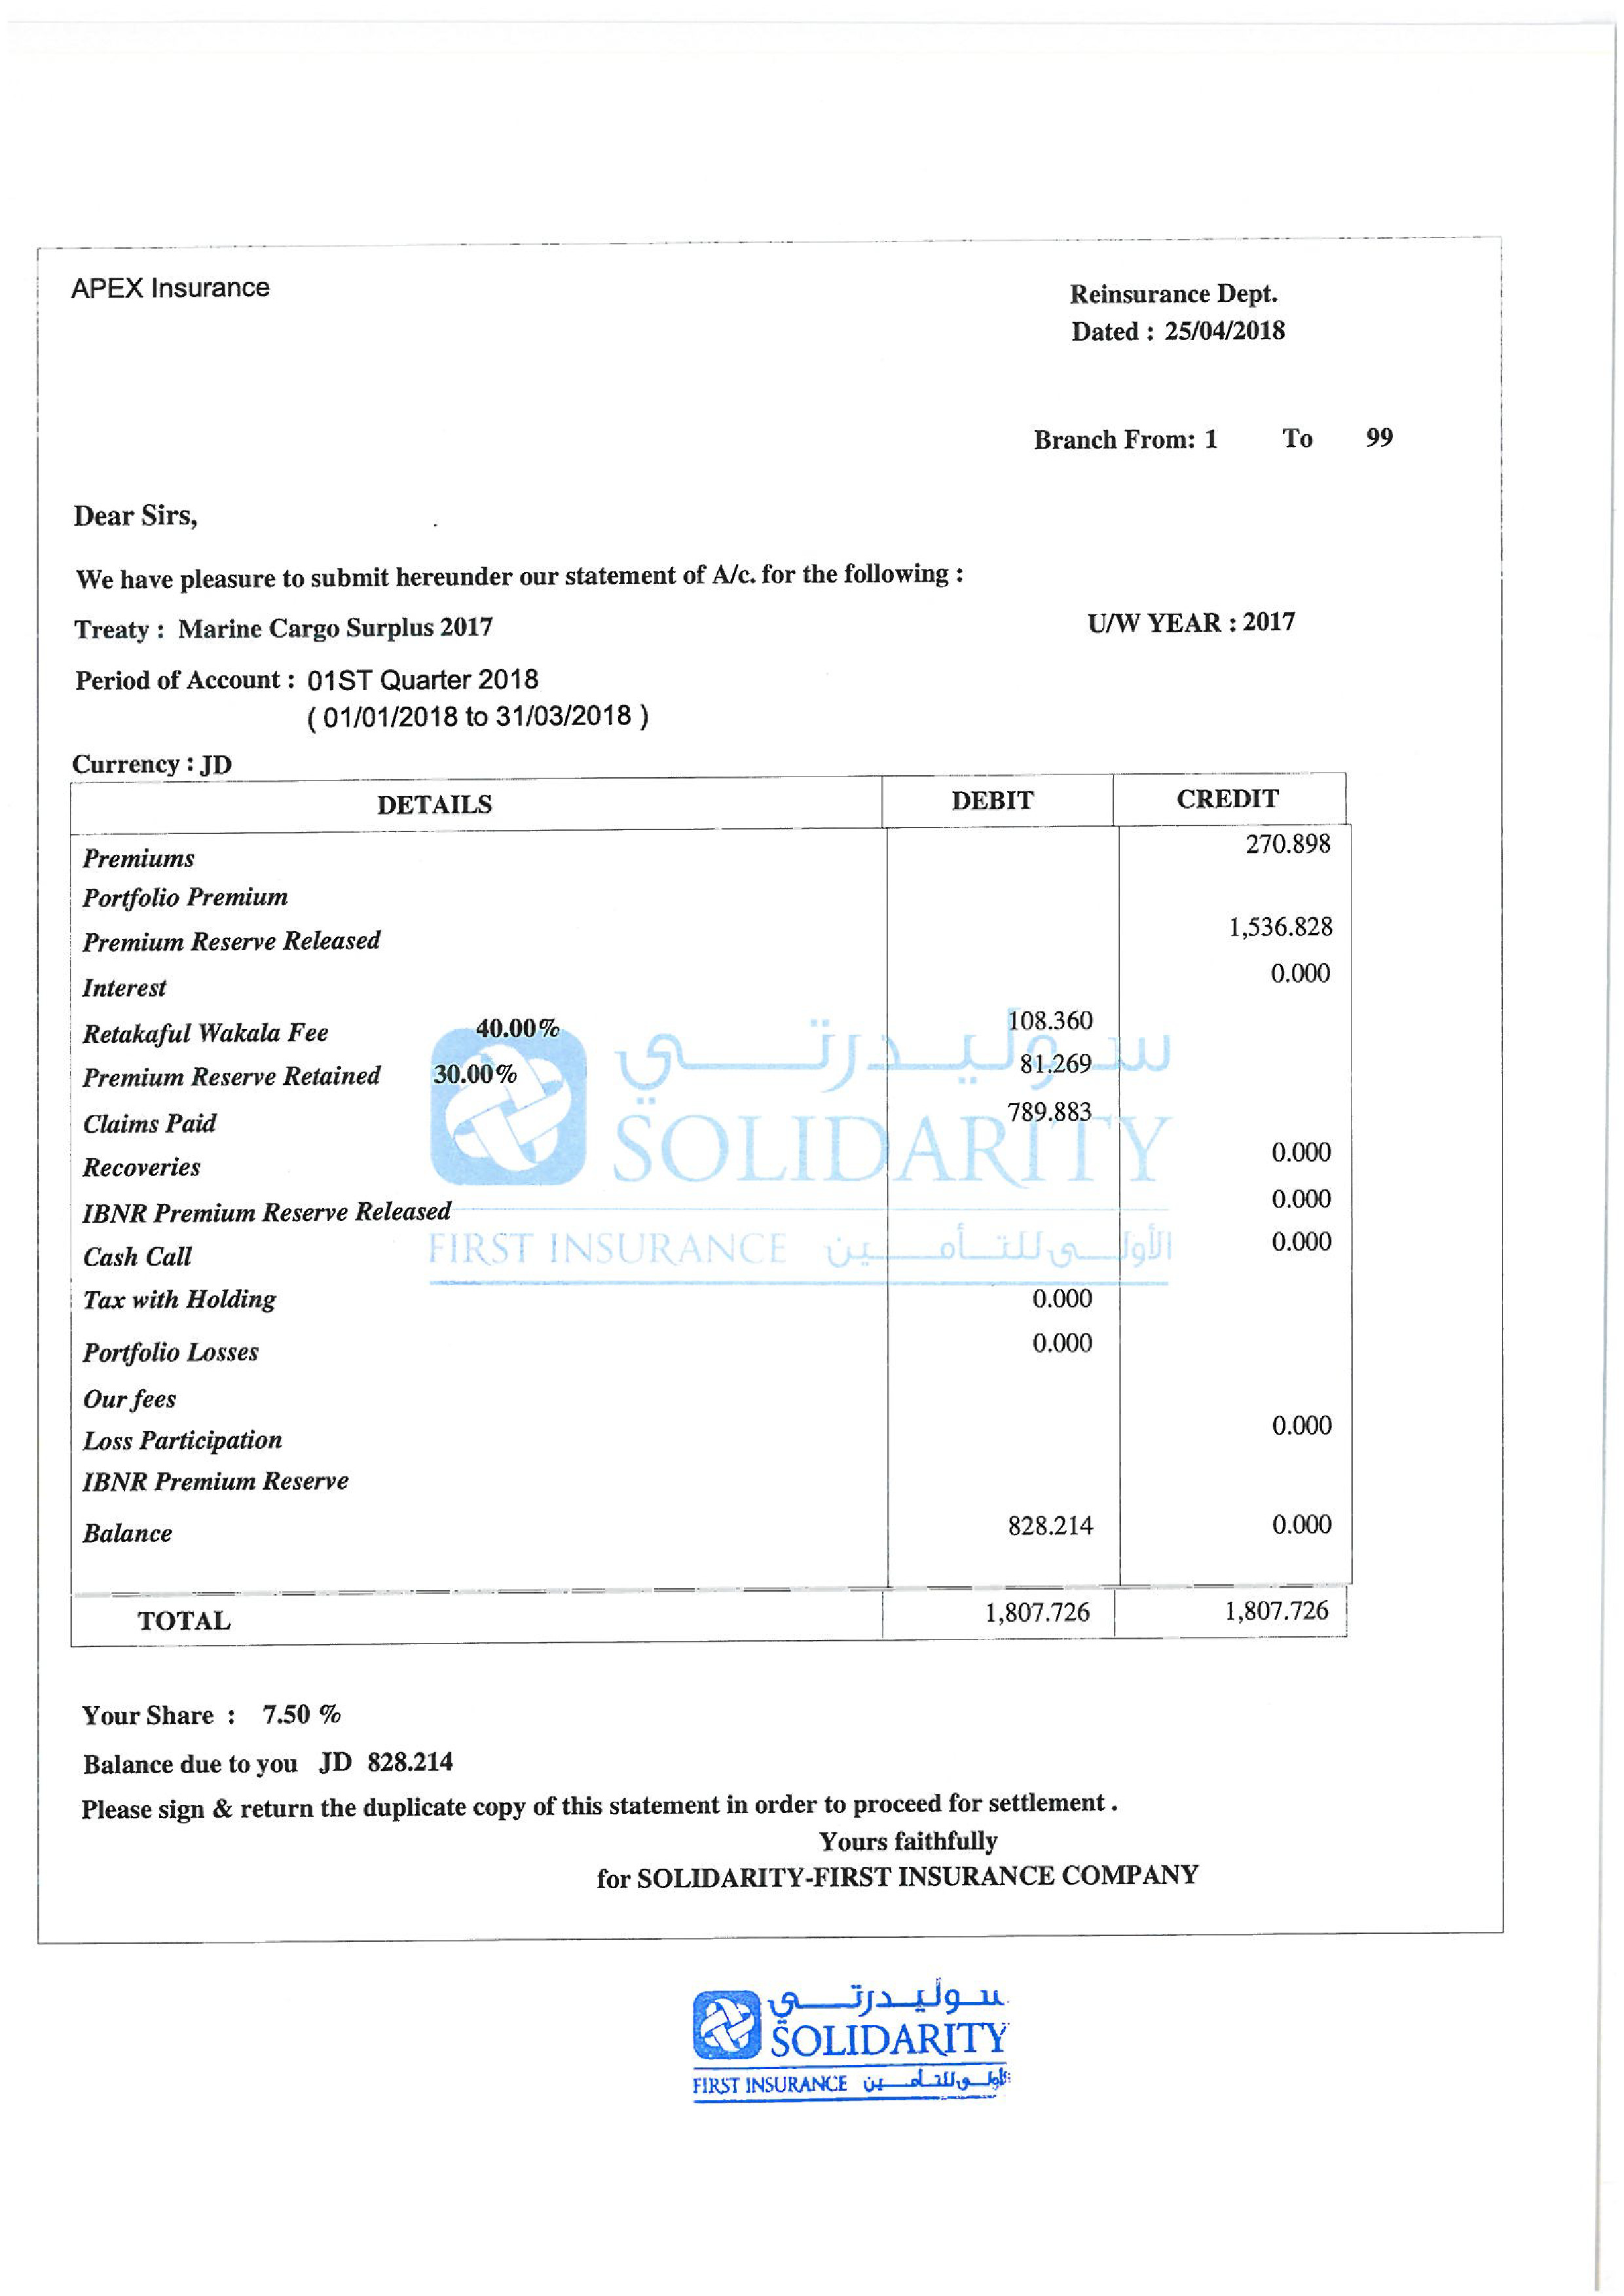 APEX Insurance
Reinsurance Dept.
Dated : 25/04/2018
Branch From: 1 To 99
Dear Sirs,
We have pleasure to submit hereunder our statement of A/c. for the following :
Treaty : Marine Cargo Surplus 2017 U/W YEAR : 2017
Period of Account : 01ST Quarter 2018
( 01/01/2018 to 31/03/2018 )
Currency : JD
DETAILS DEBIT CREDIT
Premiums 270.898
Portfolio Premium
Premium Reserve Released 1,536.828
Interest 0.000
Retakaful Wakala Fee 40.00% 108.360
Premium Reserve Retained 30.00% 81.269
Claims Paid 789.883
Recoveries 0.000
IBNR Premium Reserve Released 0.000
Cash Call 0.000
Tax with Holding 0.000
Portfolio Losses 0.000
Our fees
Loss Participation 0.000
IBNR Premium Reserve
Balance 828.214 0.000
TOTAL 1,807.726 1,807.726
سوليدرتي
SOLIDARITY
FIRST INSURANCE الأولى للتأمين
Your Share : 7.50 %
Balance due to you JD 828.214
Please sign & return the duplicate copy of this statement in order to proceed for settlement .
Yours faithfully
for SOLIDARITY-FIRST INSURANCE COMPANY
سوليدرتي
SOLIDARITY
FIRST INSURANCE الأولى للتأمين